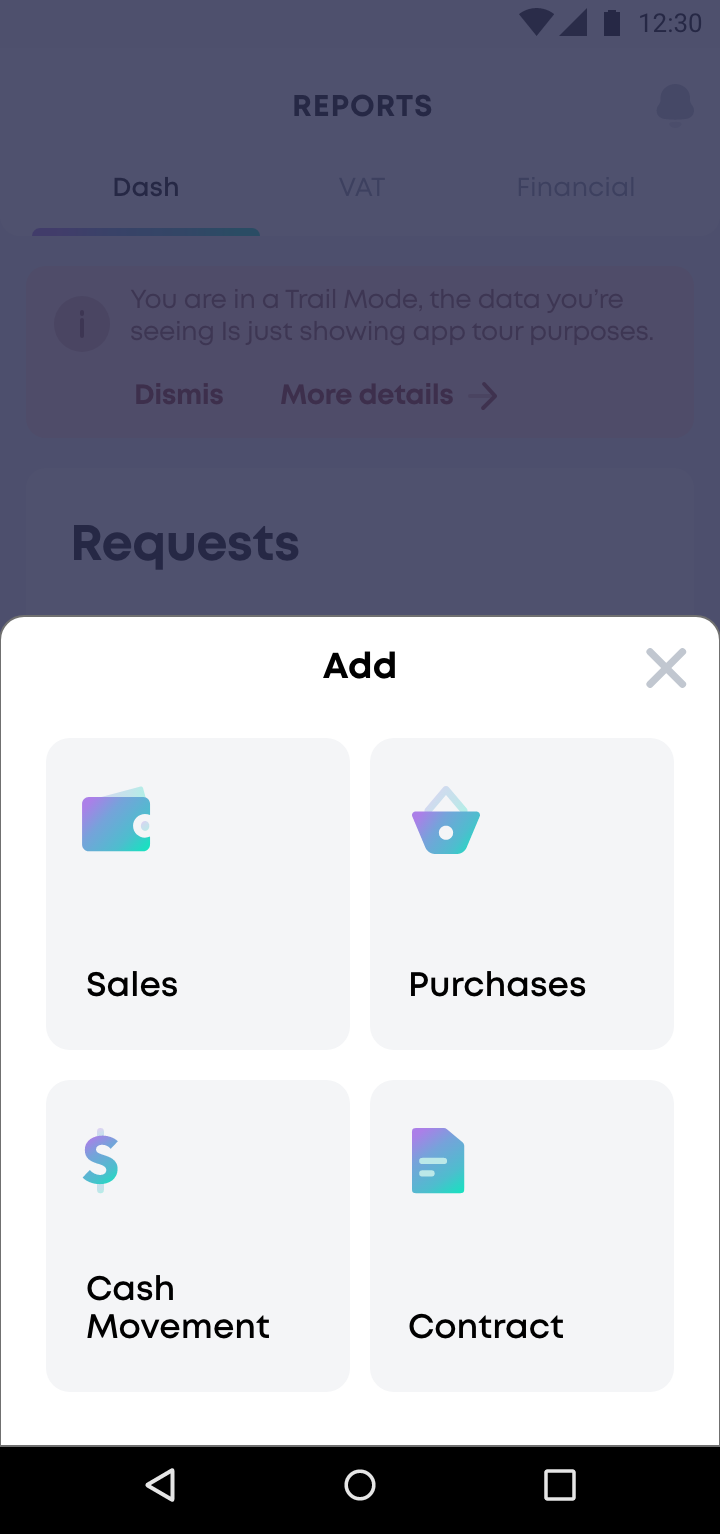 12:30
REPORTS
Dash VAT Financial
You are in a Trail Mode, the data you're
seeing Is just showing app tour purposes.
Dismis More details
Requests
Add
Sales Purchases
Cash
Movement Contract